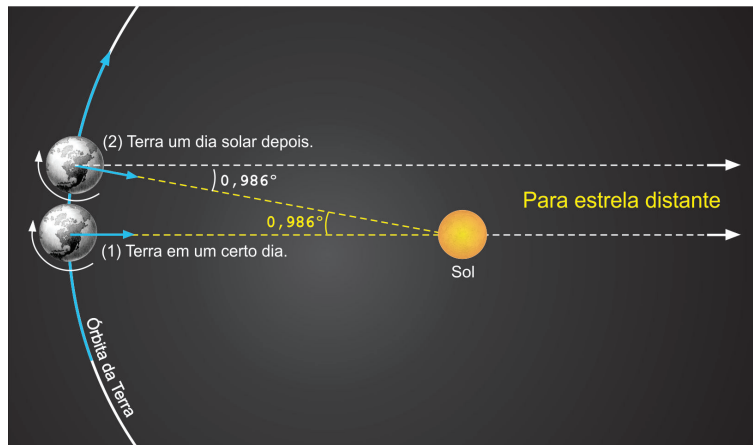 (2) Terra um dia solar depois.
0,986°
Para estrela distante
0,986°
(1) Terra em um certo dia.
Sol
Órbita da Terra